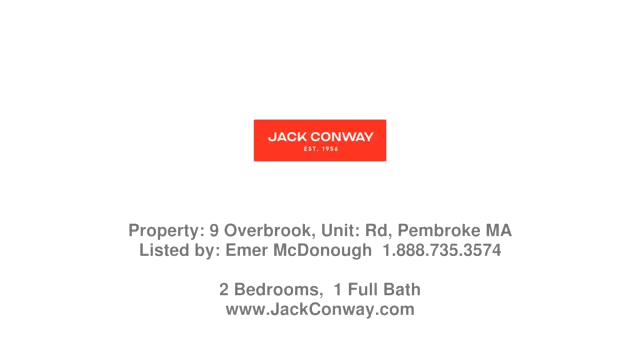 JACK CONWAY
EST. 1956
Property: 9 Overbrook, Unit: Rd, Pembroke MA
Listed by: Emer McDonough  1.888.735.3574
2 Bedrooms,  1 Full Bath
www.JackConway.com